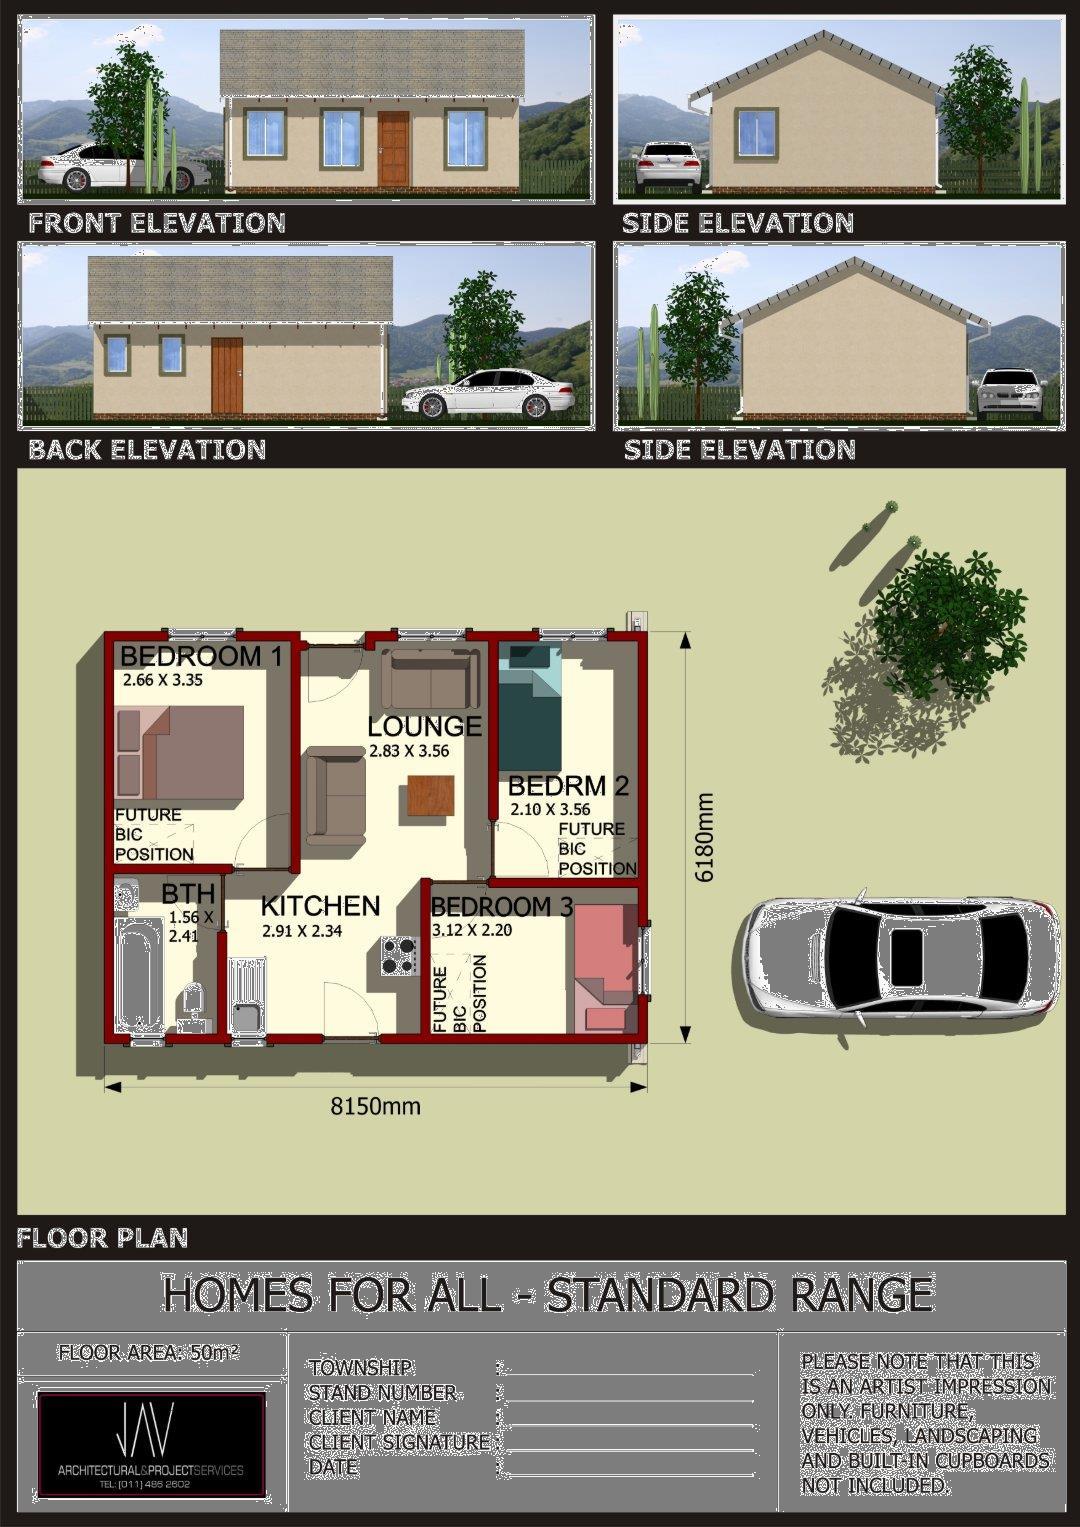 FRONT ELEVATION
SIDE ELEVATION
BACK ELEVATION
SIDE ELEVATION
BEDROOM 1
2.66 X 3.35
FUTURE
BIC
POSITION
LOUNGE
2.83 X 3.56
BEDRM 2
2.10 X 3.56
FUTURE
BIC
POSITION
BTH
1.56 X
2.41
KITCHEN
2.91 X 2.34
BEDROOM 3
3.12 X 2.20
FUTURE
BIC
POSITION
6180mm
8150mm
FLOOR PLAN
HOMES FOR ALL - STANDARD RANGE
FLOOR AREA: 50m²
JAV
ARCHITECTURAL&PROJECTSERVICES
TEL: [011] 486 2602
TOWNSHIP :
STAND NUMBER :
CLIENT NAME :
CLIENT SIGNATURE :
DATE :
PLEASE NOTE THAT THIS
IS AN ARTIST IMPRESSION
ONLY. FURNITURE,
VEHICLES, LANDSCAPING
AND BUILT-IN CUPBOARDS
NOT INCLUDED.